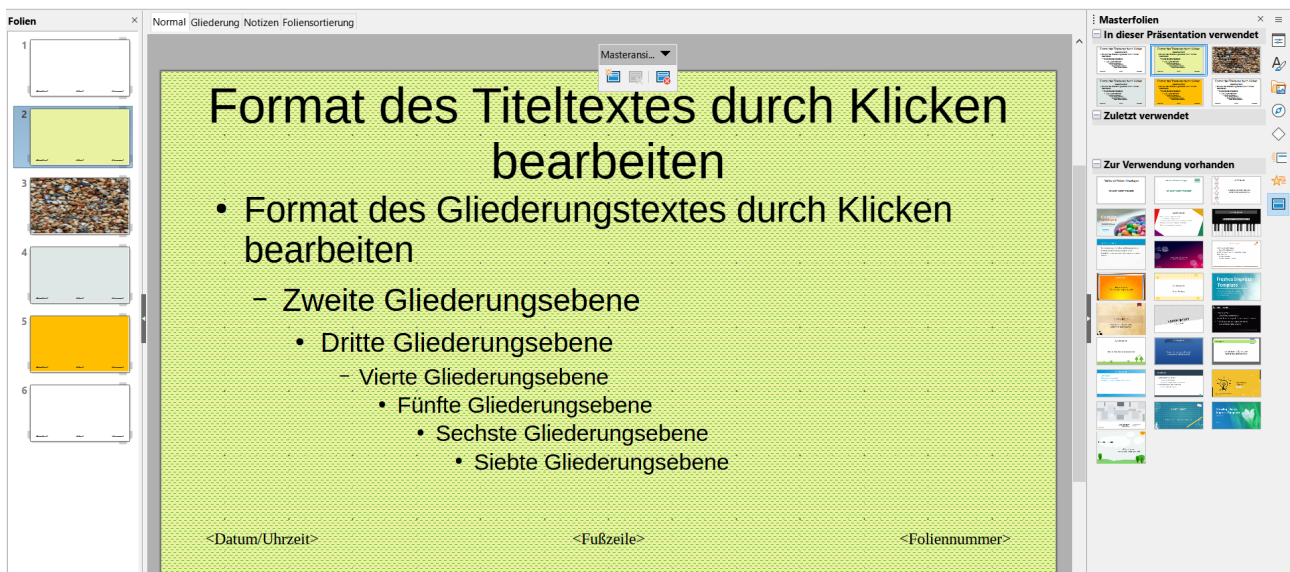 Folien
Normal Gliederung Notizen Foliensortierung
1
2
3
4
5
6
Masteransi...
Format des Titeltextes durch Klicken
bearbeiten
• Format des Gliederungstextes durch Klicken
bearbeiten
– Zweite Gliederungsebene
• Dritte Gliederungsebene
– Vierte Gliederungsebene
• Fünfte Gliederungsebene
• Sechste Gliederungsebene
• Siebte Gliederungsebene
<Datum/Uhrzeit> <Fußzeile> <Foliennummer>
Masterfolien
In dieser Präsentation verwendet
Zuletzt verwendet
Zur Verwendung vorhanden